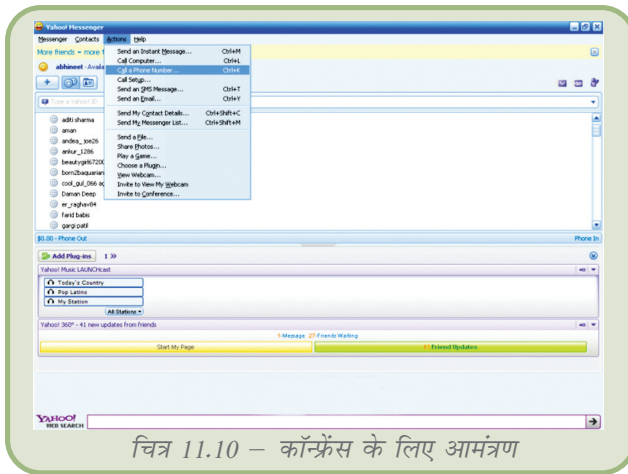 Yahoo! Messenger
Messenger Contacts Actions Help
More friends = more f
abhineet - Availa
Send an Instant Message... Ctrl+M
Call Computer... Ctrl+L
Call a Phone Number... Ctrl+K
Call Setup...
Send an SMS Message... Ctrl+T
Send an Email... Ctrl+Y
Send My Contact Details... Ctrl+Shift+C
Send My Messenger List... Ctrl+Shift+M
Send a File...
Share Photos...
Play a Game...
Choose a Plugin...
View Webcam...
Invite to View My Webcam
Invite to Conference...
Type a Yahoo! ID
aditi sharma
aman
andea_joe26
ankur_1286
beautygirl67200
born2baquarian
cool_gul_066 ac
Daman Deep
er_raghav84
farid babis
gargi patil
$0.00 - Phone Out Phone In
Add Plug-ins 1
Yahoo! Music LAUNCHcast
Today's Country
Pop Latino
My Station
All Stations
Yahoo! 360° - 41 new updates from friends
1-Message 27-Friends Waiting
Start My Page
41 Friend Updates
YAHOO!
WEB SEARCH
चित्र 11.10 – कॉन्फ्रेंस के लिए आमंत्रण